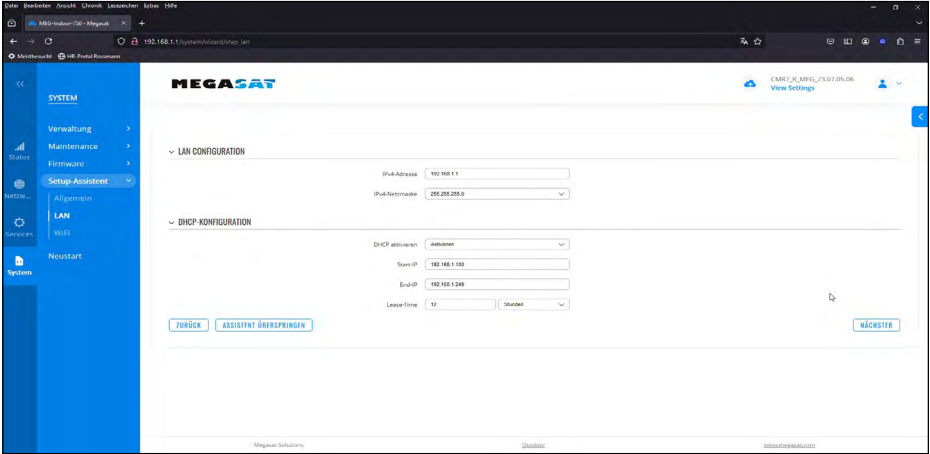 Datei Bearbeiten Ansicht Chronik Lesezeichen Extras Hilfe
MEG-Indoor-750 - Megasat
192.168.1.1/system/wizard/step_lan
Meistbesucht HR-Portal Rossmann
SYSTEM
MEGASAT
CMR7_K_MEG_23.07.05.06
View Settings
Verwaltung
Maintenance
Firmware
Setup-Assistent
Allgemein
LAN
WiFi
Neustart
Status
Netzw...
Services
System
LAN CONFIGURATION
IPv4-Adresse 192.168.1.1
IPv4-Netzmaske 255.255.255.0
DHCP-KONFIGURATION
DHCP aktivieren Aktivieren
192.168.1.100
End-IP 192.168.1.249
Lease-Time 12 Stunden
ZURÜCK ASSISTENT ÜBERSPRINGEN NÄCHSTER
Megasat Solutions Outdoor www.megasat.com